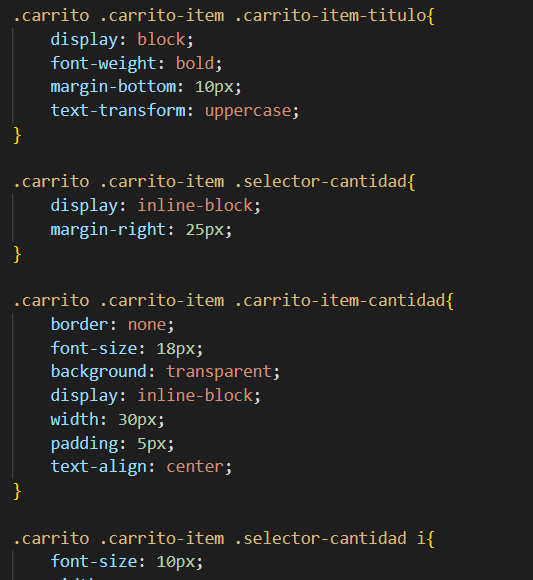 .carrito .carrito-item .carrito-item-titulo{
    display: block;
    font-weight: bold;
    margin-bottom: 10px;
    text-transform: uppercase;
}

.carrito .carrito-item .selector-cantidad{
    display: inline-block;
    margin-right: 25px;
}

.carrito .carrito-item .carrito-item-cantidad{
    border: none;
    font-size: 18px;
    background: transparent;
    display: inline-block;
    width: 30px;
    padding: 5px;
    text-align: center;
}

.carrito .carrito-item .selector-cantidad i{
    font-size: 10px;